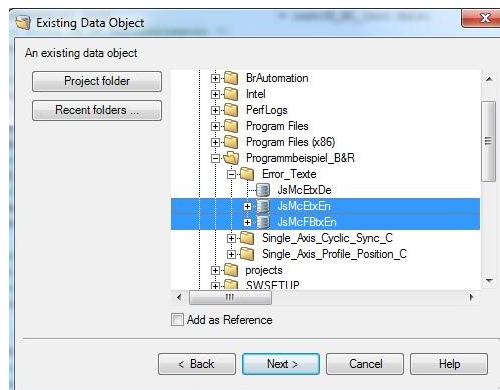 Existing Data Object
An existing data object
Project folder
Recent folders ...
BrAutomation
Intel
PerfLogs
Program Files
Program Files (x86)
Programmbeispiel_B&R
Error_Texte
JsMcEtxDe
JsMcEtxEn
JsMcFBtxEn
Single_Axis_Cyclic_Sync_C
Single_Axis_Profile_Position_C
projects
SWSETUP
Add as Reference
< Back
Next >
Cancel
Help